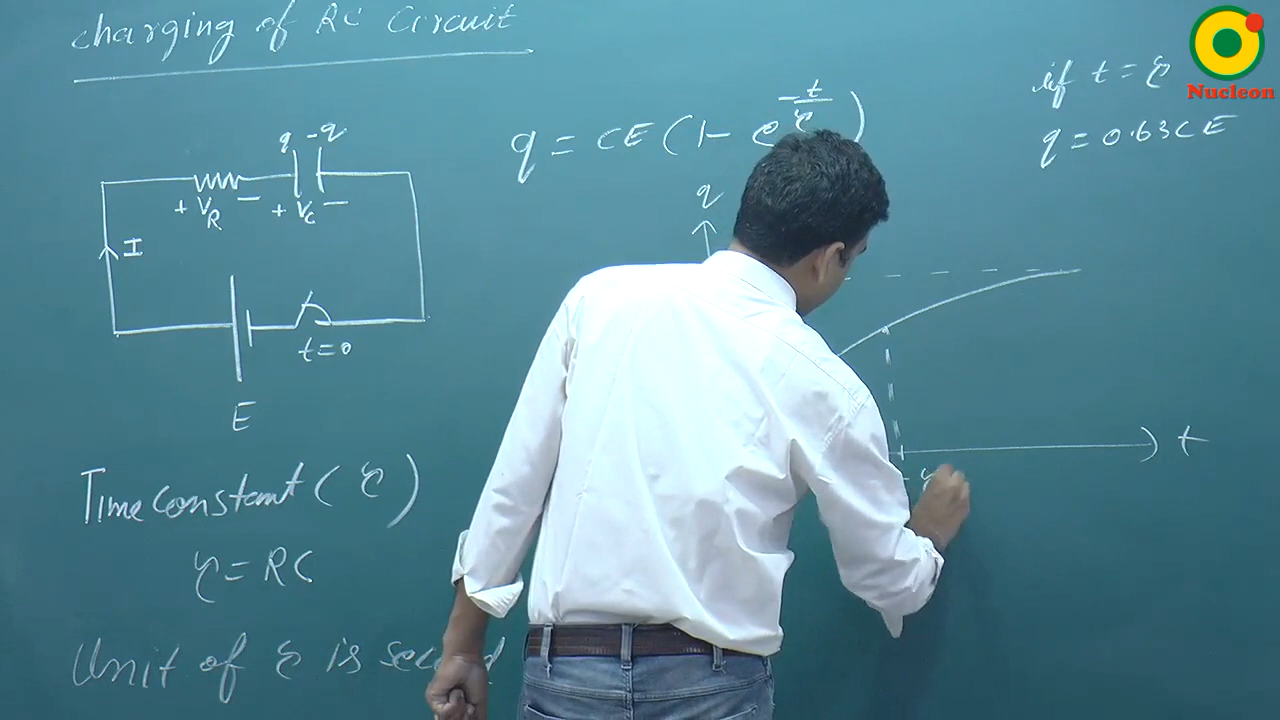 charging of RC Circuit
Nucleon
if t = τ
q = 0.63CE
q = CE(1 - e^(-t/τ))
q -q
+ V_R - + V_C -
I
t=0
E
q
t
Time Constant (τ)
τ = RC
Unit of τ is second